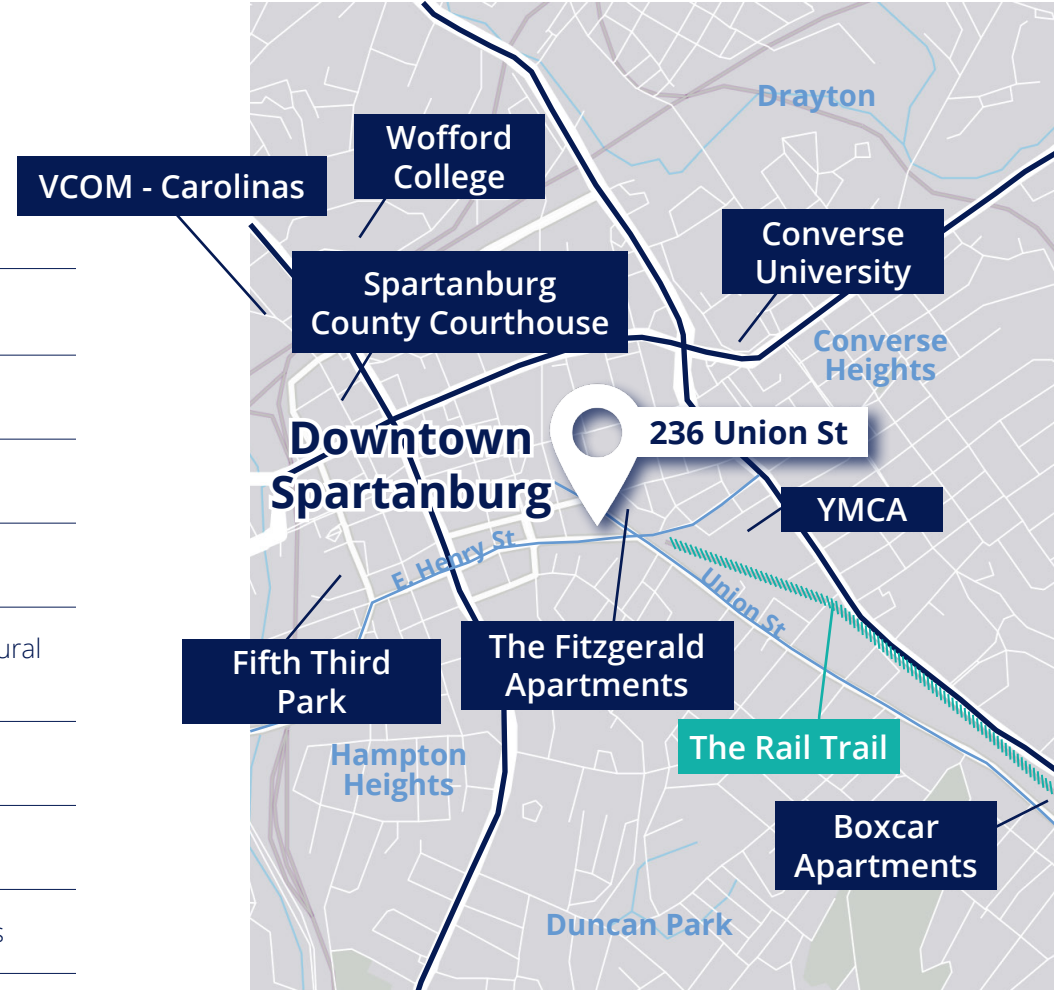 Drayton
Wofford
College
VCOM - Carolinas
Converse
University
Spartanburg
County Courthouse
Converse
Heights
Downtown
Spartanburg
236 Union St
YMCA
E. Henry St
Union St
ural
Fifth Third
Park
The Fitzgerald
Apartments
The Rail Trail
Hampton
Heights
Boxcar
Apartments
Duncan Park
s